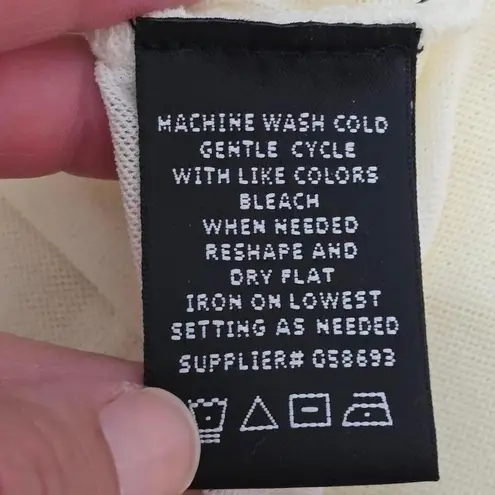 MACHINE WASH COLD
GENTLE CYCLE
WITH LIKE COLORS
BLEACH
WHEN NEEDED
RESHAPE AND
DRY FLAT
IRON ON LOWEST
SETTING AS NEEDED
SUPPLIER# 058693